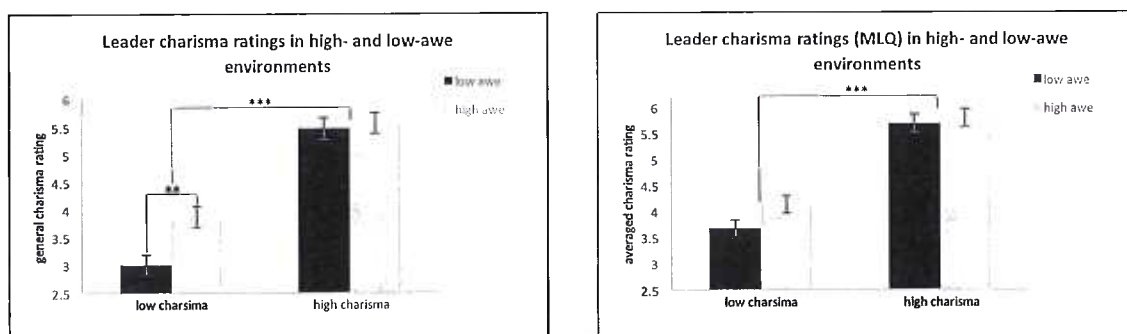 Leader charisma ratings in high- and low-awe
environments
low awe
high awe
***
**
general charisma rating
6
5.5
5
4.5
4
3.5
3
2.5
low charsima
high charisma
Leader charisma ratings (MLQ) in high- and low-awe
environments
low awe
high awe
***
averaged charisma rating
6
5.5
5
4.5
4
3.5
3
2.5
low charsima
high charisma